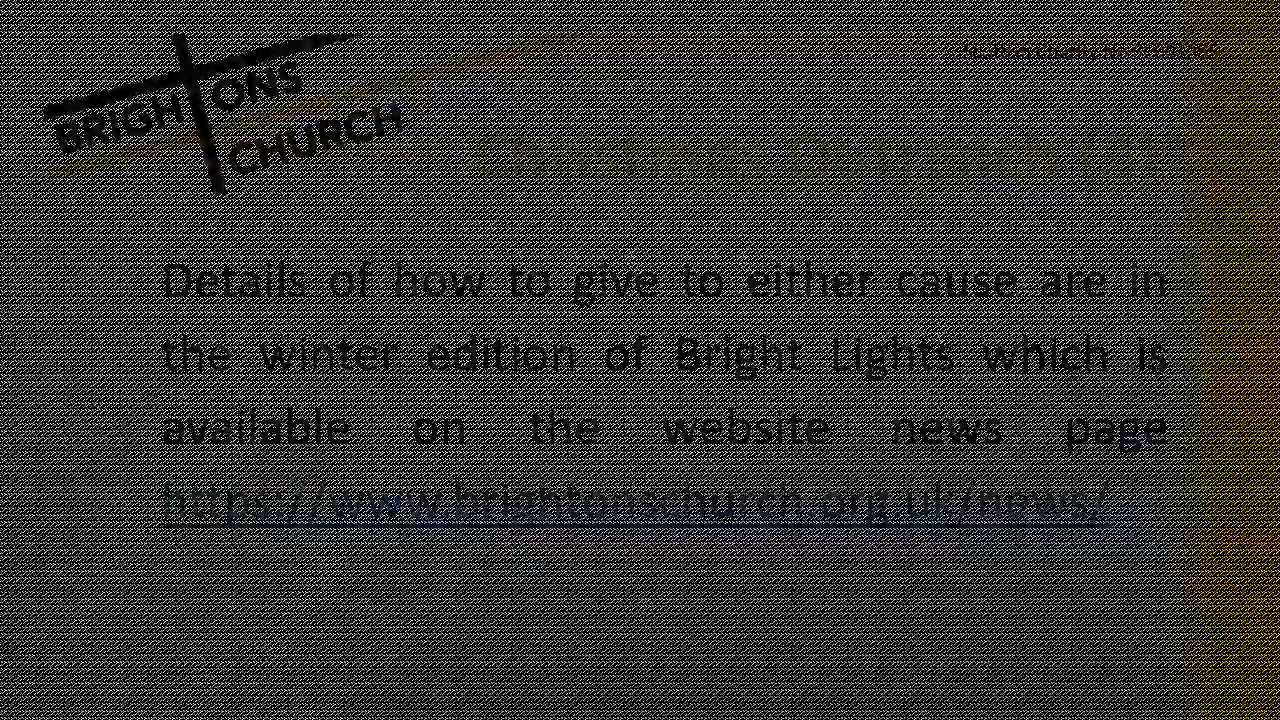 BRIGHTONS
CHURCH
Details of how to give to either cause are in
the winter edition of Bright Lights which is
available on the website news page
https://www.brightonschurch.org.uk/news/